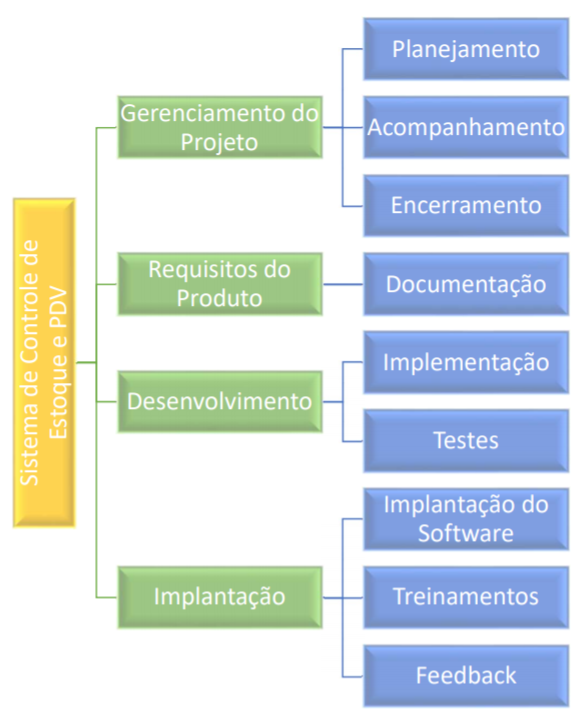 Sistema de Controle de
Estoque e PDV
Gerenciamento do
Projeto
Planejamento
Acompanhamento
Encerramento
Requisitos do
Produto
Documentação
Desenvolvimento
Implementação
Testes
Implantação
Implantação do
Software
Treinamentos
Feedback